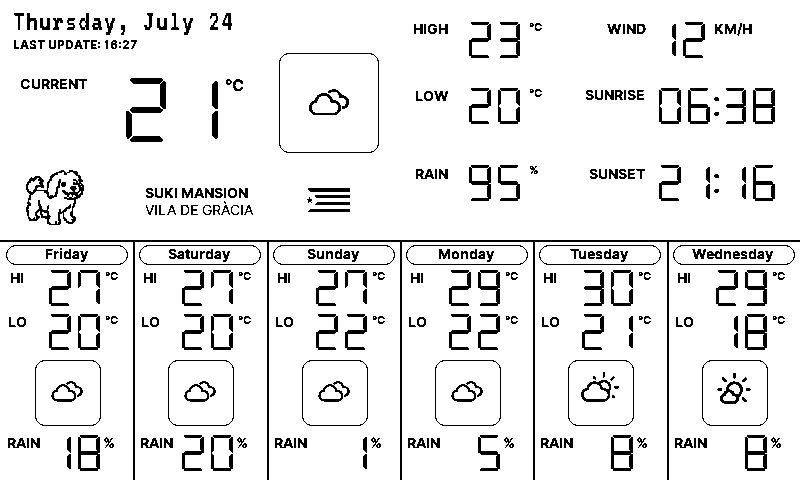 Thursday, July 24
LAST UPDATE: 16:27
CURRENT 21 °C
HIGH 23 °C
WIND 12 KM/H
LOW 20 °C
SUNRISE 06:38
RAIN 95 %
SUNSET 21:16
SUKI MANSION
VILA DE GRÀCIA
Friday
HI 27 °C
LO 20 °C
RAIN 18 %
Saturday
HI 27 °C
LO 20 °C
RAIN 20 %
Sunday
HI 27 °C
LO 22 °C
RAIN 1 %
Monday
HI 29 °C
LO 22 °C
RAIN 5 %
Tuesday
HI 30 °C
LO 21 °C
RAIN 8 %
Wednesday
HI 29 °C
LO 18 °C
RAIN 8 %